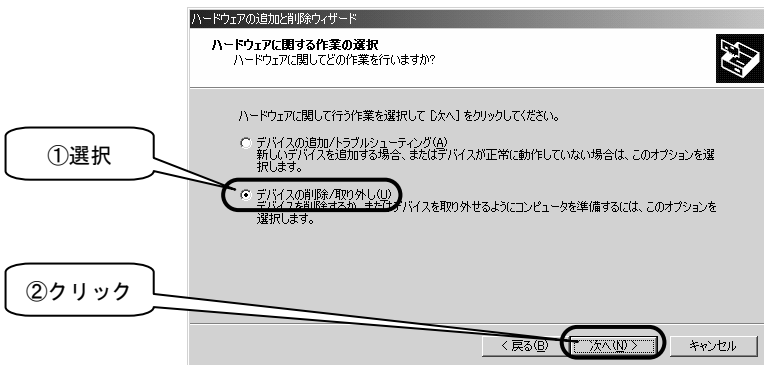 ハードウェアの追加と削除ウィザード
ハードウェアに関する作業の選択
ハードウェアに関してどの作業を行いますか?
ハードウェアに関して行う作業を選択して [次へ] をクリックしてください。
デバイスの追加/トラブルシューティング(A)
新しいデバイスを追加する場合、またはデバイスが正常に動作していない場合は、このオプションを選
択します。
①選択
デバイスの削除/取り外し(U)
デバイスを削除するか、またはデバイスを取り外せるようにコンピュータを準備するには、このオプションを
選択します。
②クリック
< 戻る(B)
次へ(N) >
キャンセル